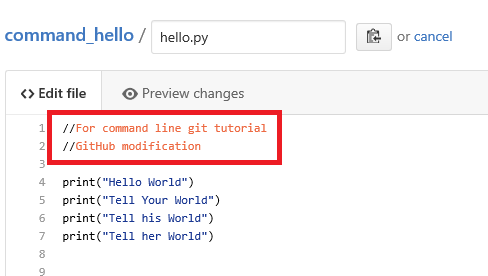 command_hello / hello.py or cancel
Edit file Preview changes
1 //For command line git tutorial
2 //GitHub modification
3
4 print("Hello World")
5 print("Tell Your World")
6 print("Tell his World")
7 print("Tell her World")
8
9